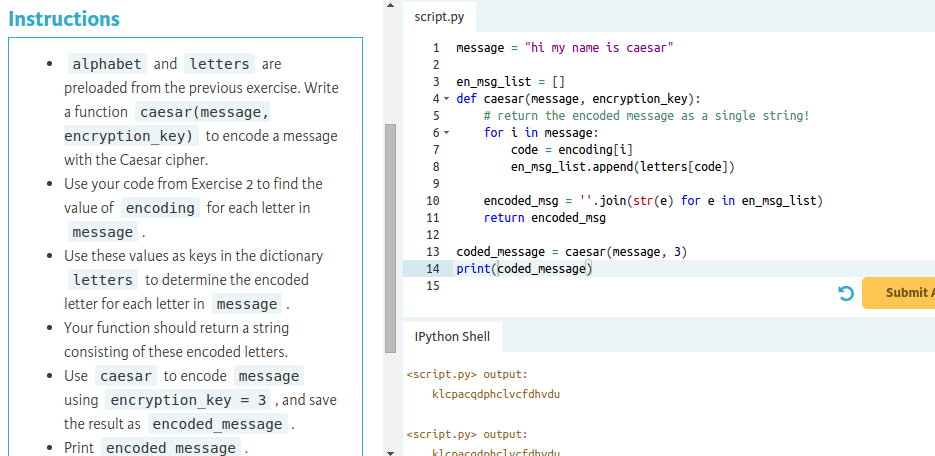 Instructions
alphabet and letters are
preloaded from the previous exercise. Write
a function caesar(message,
encryption_key) to encode a message
with the Caesar cipher.
Use your code from Exercise 2 to find the
value of encoding for each letter in
message .
Use these values as keys in the dictionary
letters to determine the encoded
letter for each letter in message .
Your function should return a string
consisting of these encoded letters.
Use caesar to encode message
using encryption_key = 3 , and save
the result as encoded_message .
Print encoded message .
script.py
1 message = "hi my name is caesar"
2
3 en_msg_list = []
4 def caesar(message, encryption_key):
5 # return the encoded message as a single string!
6 for i in message:
7 code = encoding[i]
8 en_msg_list.append(letters[code])
9
10 encoded_msg = ''.join(str(e) for e in en_msg_list)
11 return encoded_msg
12
13 coded_message = caesar(message, 3)
14 print(coded_message)
15
Submit A
IPython Shell
<script.py> output:
klcpacqdphclvcfdhvdu
<script.py> output:
klcpacqdphclvcfdhvdu